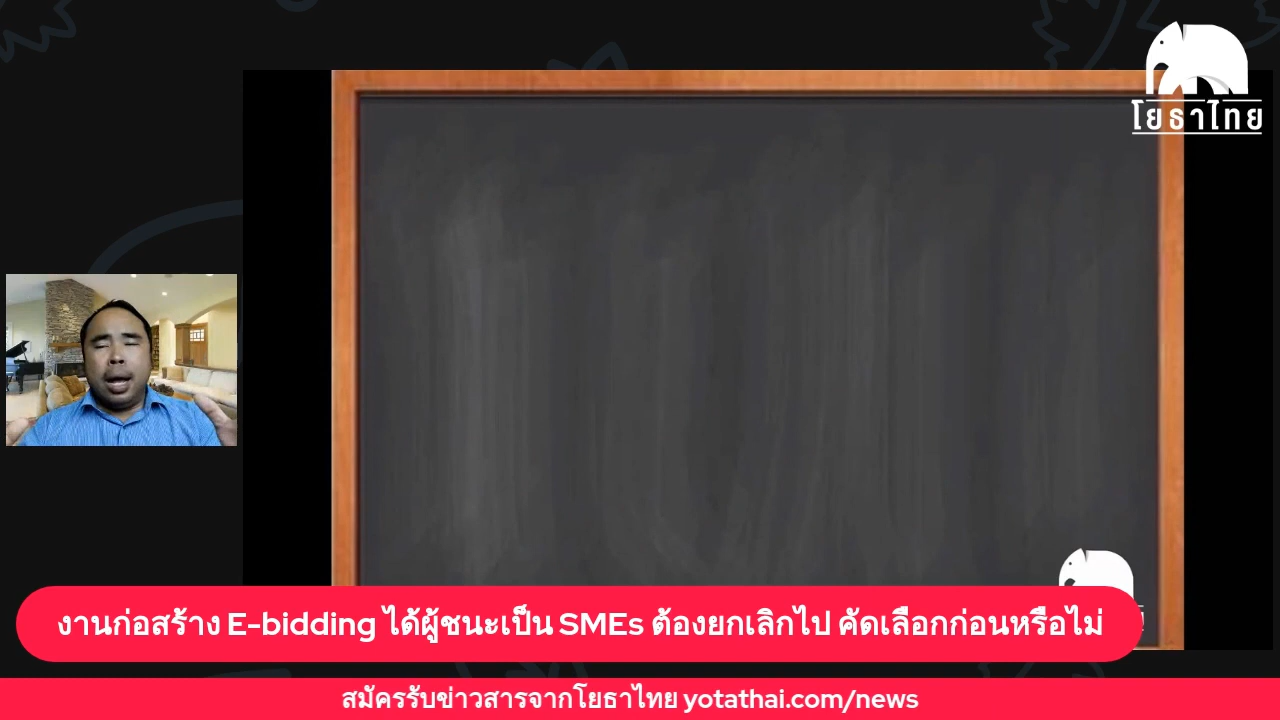 โยธาไทย
งานก่อสร้าง E-bidding ได้ผู้ชนะเป็น SMEs ต้องยกเลิกไป คัดเลือกก่อนหรือไม่
สมัครรับข่าวสารจากโยธาไทย yotathai.com/news